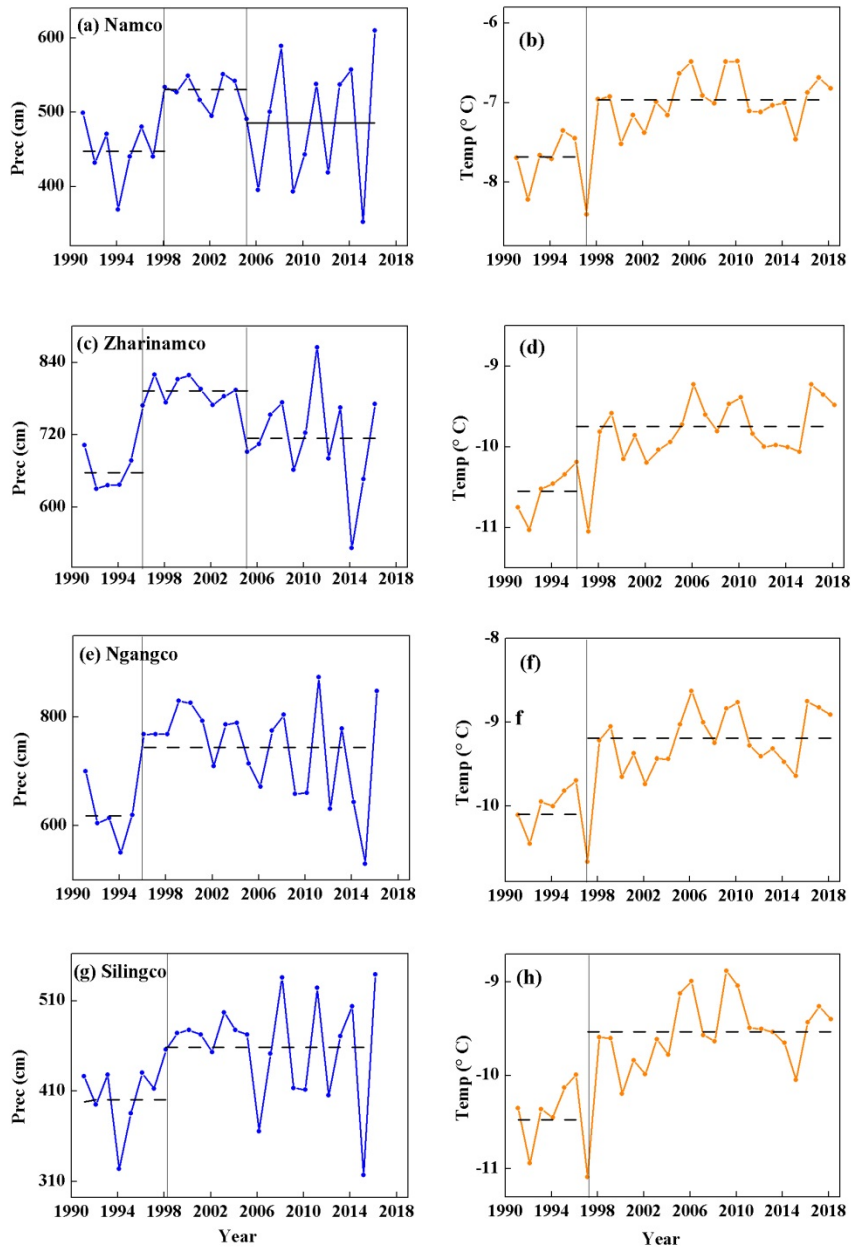 (a) Namco
Prec (cm)
600
500
400
1990 1994 1998 2002 2006 2010 2014 2018
(b)
Temp (° C)
-6
-7
-8
1990 1994 1998 2002 2006 2010 2014 2018
(c) Zharinamco
Prec (cm)
840
720
600
1990 1994 1998 2002 2006 2010 2014 2018
(d)
Temp (° C)
-9
-10
-11
1990 1994 1998 2002 2006 2010 2014 2018
(e) Ngangco
Prec (cm)
800
600
1990 1994 1998 2002 2006 2010 2014 2018
(f)
f
Temp (° C)
-8
-9
-10
1990 1994 1998 2002 2006 2010 2014 2018
(g) Silingco
Prec (cm)
510
410
310
1990 1994 1998 2002 2006 2010 2014 2018
Year
(h)
Temp (° C)
-9
-10
-11
1990 1994 1998 2002 2006 2010 2014 2018
Year